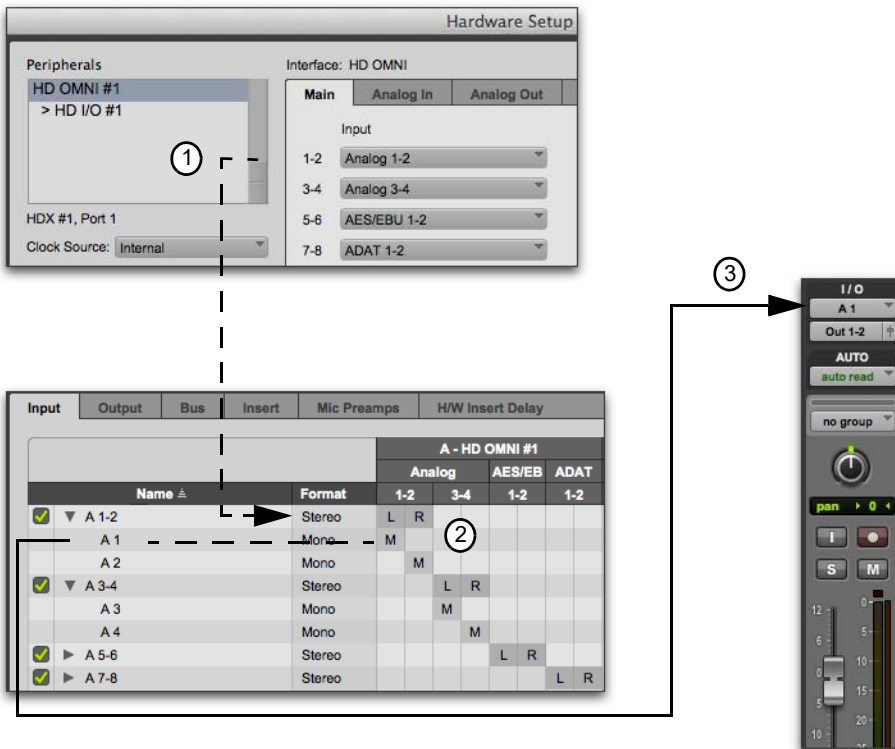 Hardware Setup
Peripherals
HD OMNI #1
> HD I/O #1
HDX #1, Port 1
Clock Source: Internal
Interface: HD OMNI
Main Analog In Analog Out
Input
1-2 Analog 1-2
3-4 Analog 3-4
5-6 AES/EBU 1-2
7-8 ADAT 1-2
1
Input Output Bus Insert Mic Preamps H/W Insert Delay
A - HD OMNI #1
Analog AES/EB ADAT
Name Format 1-2 3-4 1-2 1-2
A 1-2 Stereo L R
A 1 Mono M
A 2 Mono M
A 3-4 Stereo L R
A 3 Mono M
A 4 Mono M
A 5-6 Stereo L R
A 7-8 Stereo L R
2
3
I / O
A 1
Out 1-2
AUTO
auto read
no group
pan 0
I
S M
12 0
6 5
0 10
5 15
10 20